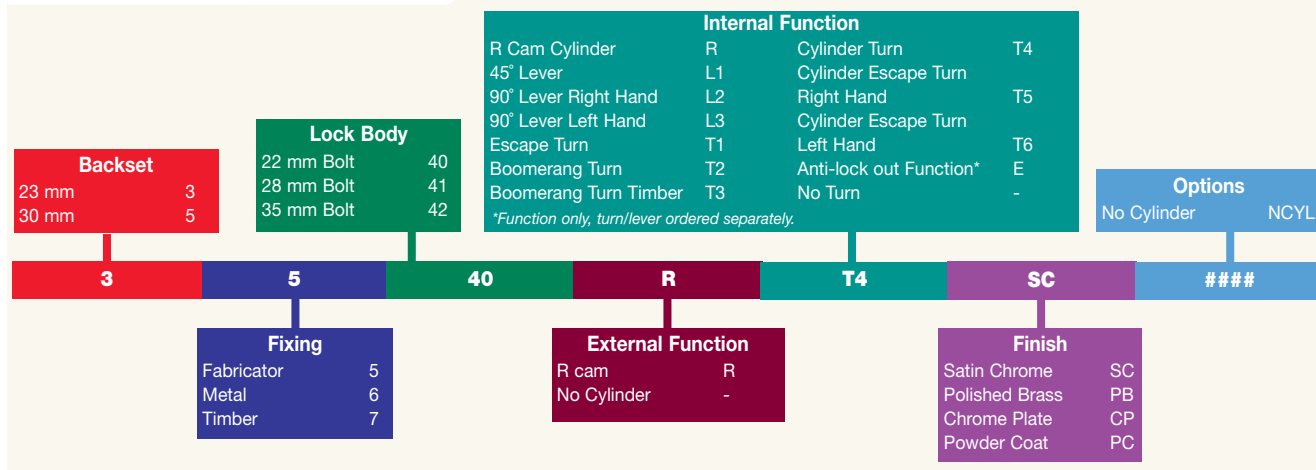 Internal Function
R Cam Cylinder R Cylinder Turn T4
45° Lever L1 Cylinder Escape Turn
90° Lever Right Hand L2 Right Hand T5
90° Lever Left Hand L3 Cylinder Escape Turn
Escape Turn T1 Left Hand T6
Boomerang Turn T2 Anti-lock out Function* E
Boomerang Turn Timber T3 No Turn -
*Function only, turn/lever ordered separately.
Lock Body
22 mm Bolt 40
28 mm Bolt 41
35 mm Bolt 42
Backset
23 mm 3
30 mm 5
Options
No Cylinder NCYL
3 5 40 R T4 SC ####
Fixing
Fabricator 5
Metal 6
Timber 7
External Function
R cam R
No Cylinder -
Finish
Satin Chrome SC
Polished Brass PB
Chrome Plate CP
Powder Coat PC